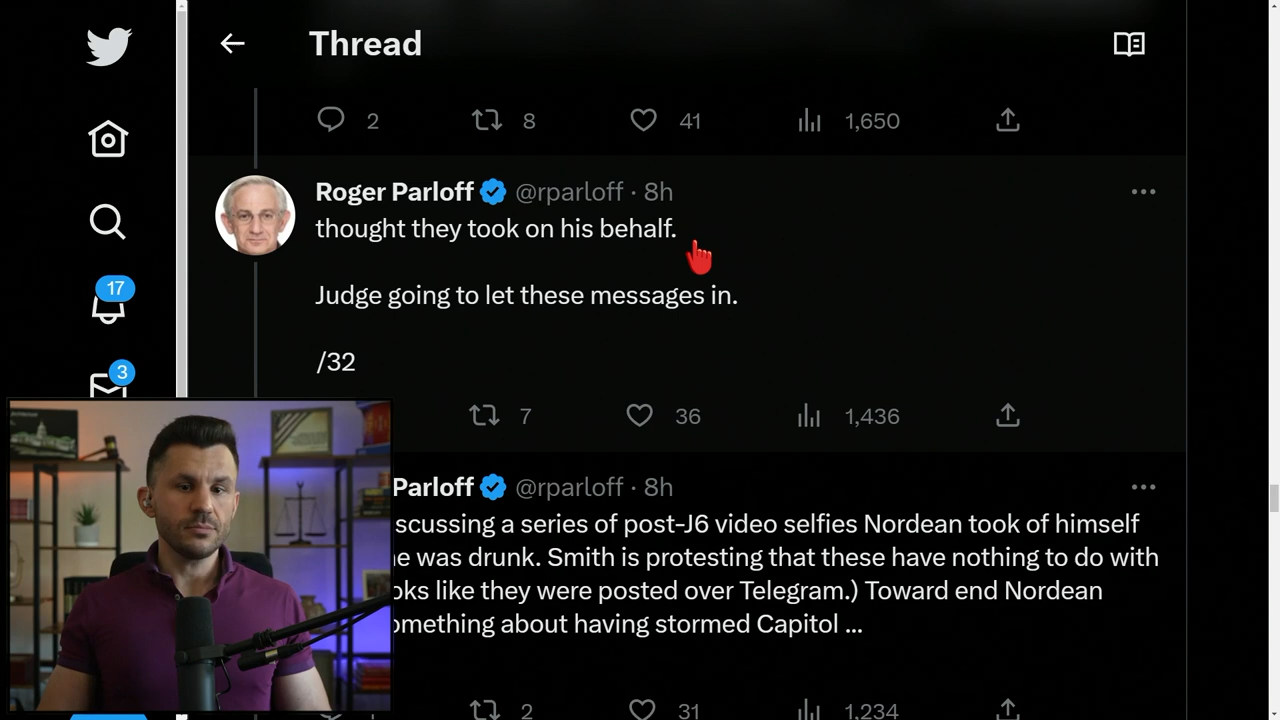 Thread
2 8 41 1,650
Roger Parloff @rparloff · 8h
thought they took on his behalf.
Judge going to let these messages in.
/32
17
3
7 36 1,436
Parloff @rparloff · 8h
scussing a series of post-J6 video selfies Nordean took of himself
e was drunk. Smith is protesting that these have nothing to do with
oks like they were posted over Telegram.) Toward end Nordean
omething about having stormed Capitol ...
2 31 1,234